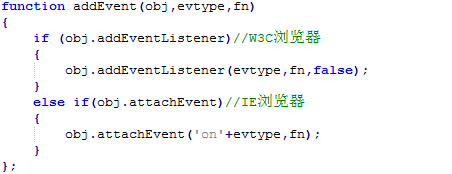 function addEvent(obj,evtype,fn)
{
    if (obj.addEventListener)//W3C浏览器
    {
        obj.addEventListener(evtype,fn,false);
    }
    else if(obj.attachEvent)//IE浏览器
    {
        obj.attachEvent('on'+evtype,fn);
    }
};